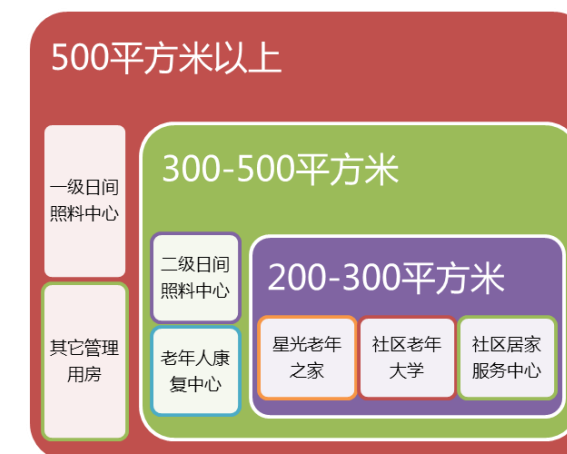 500平方米以上
一级日间
照料中心
其它管理
用房
300-500平方米
二级日间
照料中心
老年人康
复中心
200-300平方米
星光老年
之家
社区老年
大学
社区居家
服务中心